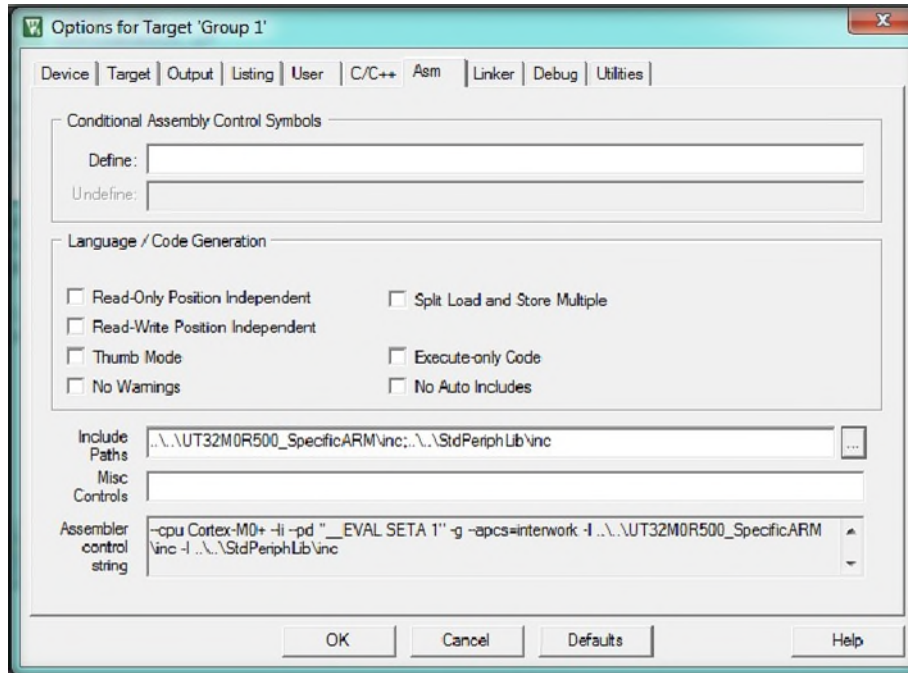 Options for Target 'Group 1'
x
Device Target Output Listing User C/C++ Asm Linker Debug Utilities
Conditional Assembly Control Symbols
Define:
Undefine:
Language / Code Generation
Read-Only Position Independent Split Load and Store Multiple
Read-Write Position Independent
Thumb Mode Execute-only Code
No Warnings No Auto Includes
Include Paths ..\..\UT32M0R500_SpecificARM\inc;..\..\StdPeriphLib\inc ...
Misc Controls
Assembler control string --cpu Cortex-M0+ --li --pd "__EVAL SETA 1" -g --apcs=interwork -I ..\..\UT32M0R500_SpecificARM
\inc -I ..\..\StdPeriphLib\inc
OK Cancel Defaults Help